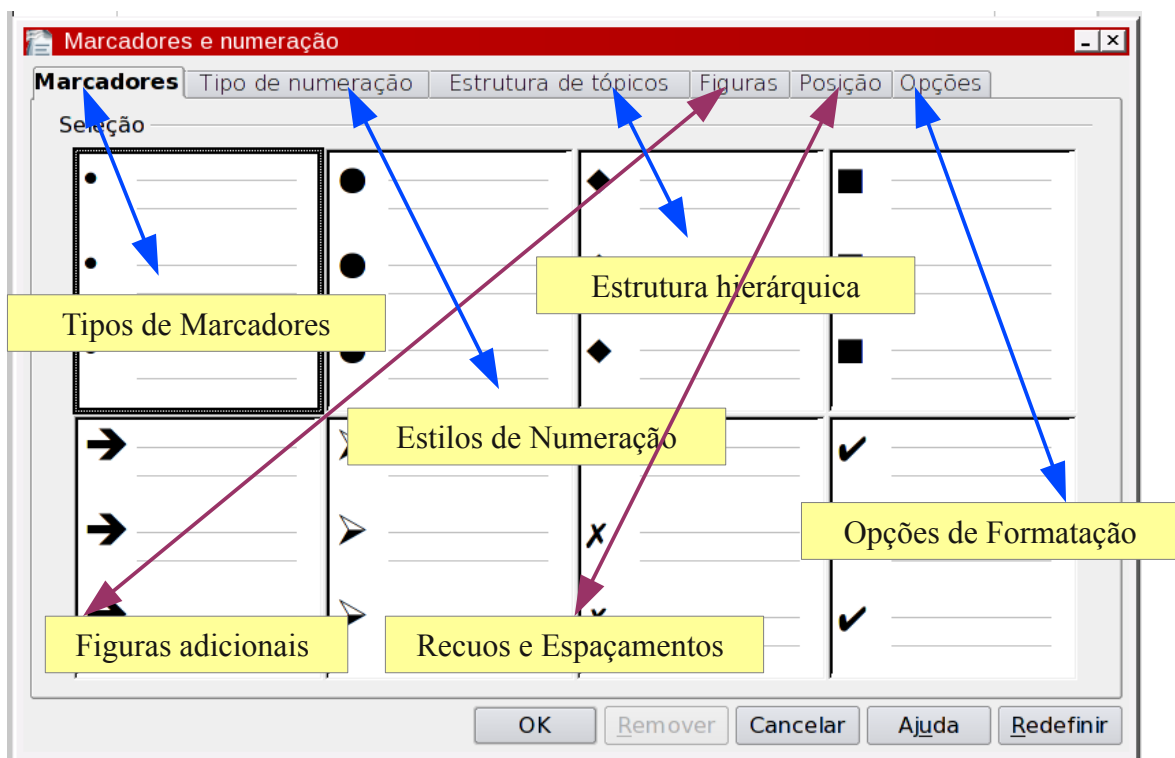 Marcadores e numeração
Marcadores Tipo de numeração Estrutura de tópicos Figuras Posição Opções
Seleção
Estrutura hierárquica
Tipos de Marcadores
Estilos de Numeração
Opções de Formatação
Figuras adicionais Recuos e Espaçamentos
OK Remover Cancelar Ajuda Redefinir